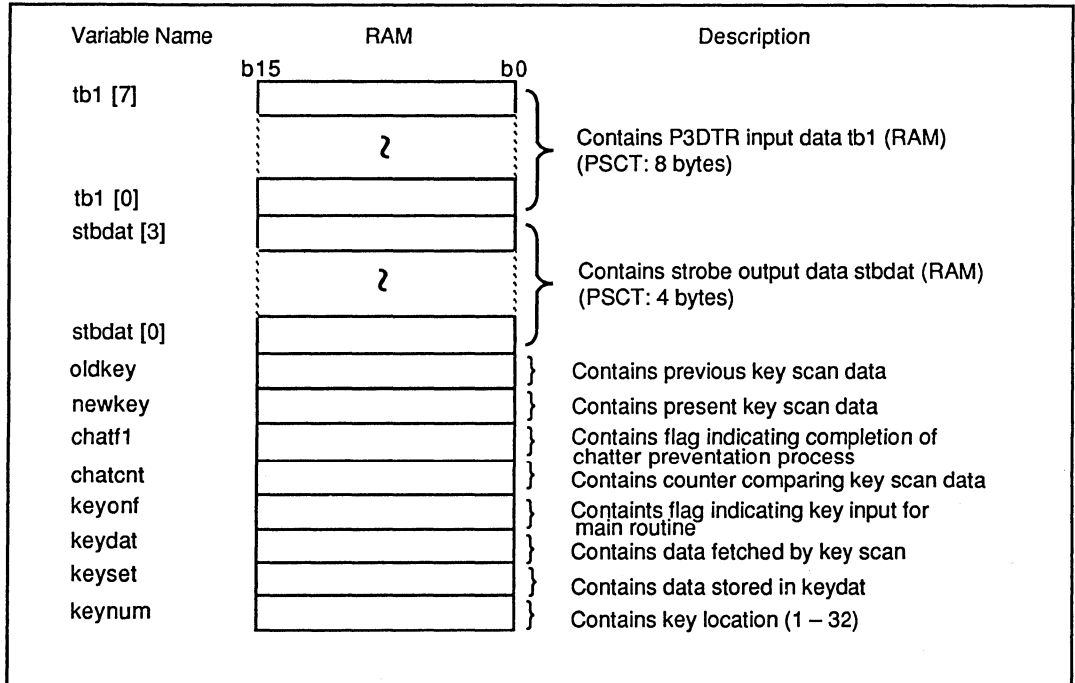 Variable Name RAM Description
b15 b0
tb1 [7]
Contains P3DTR input data tb1 (RAM)
(PSCT: 8 bytes)
tb1 [0]
stbdat [3]
Contains strobe output data stbdat (RAM)
(PSCT: 4 bytes)
stbdat [0]
oldkey Contains previous key scan data
newkey Contains present key scan data
chatf1 Contains flag indicating completion of
chatter preventation process
chatcnt Contains counter comparing key scan data
keyonf Containts flag indicating key input for
main routine
keydat Contains data fetched by key scan
keyset Contains data stored in keydat
keynum Contains key location (1 – 32)